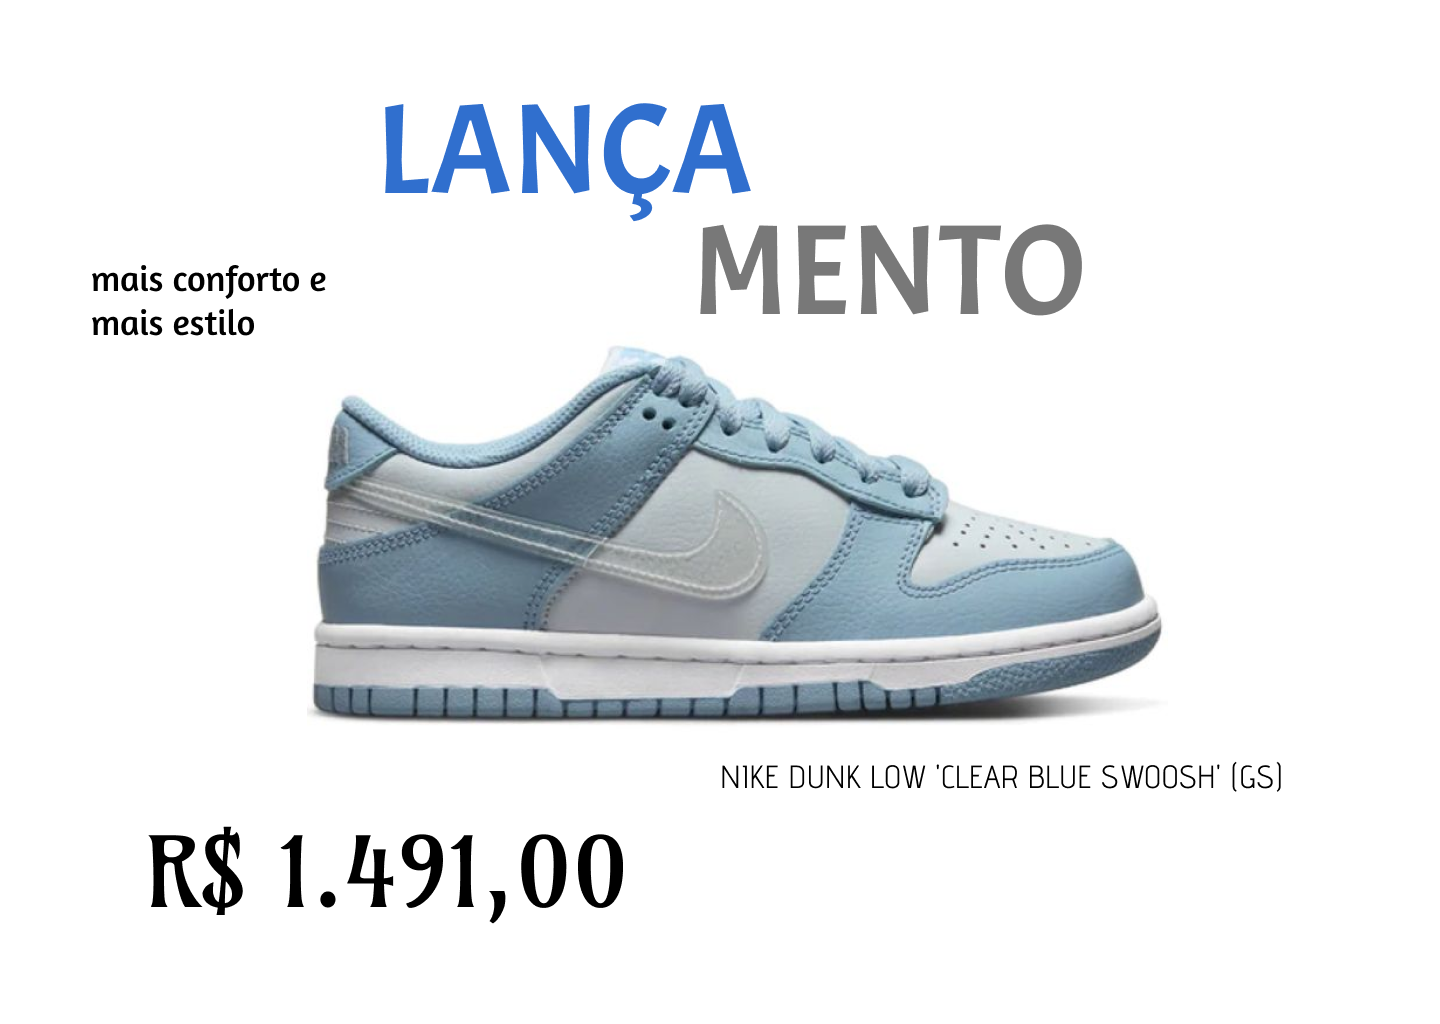 LANÇA
MENTO
mais conforto e
mais estilo
NIKE DUNK LOW 'CLEAR BLUE SWOOSH' (GS)
R$ 1.491,00